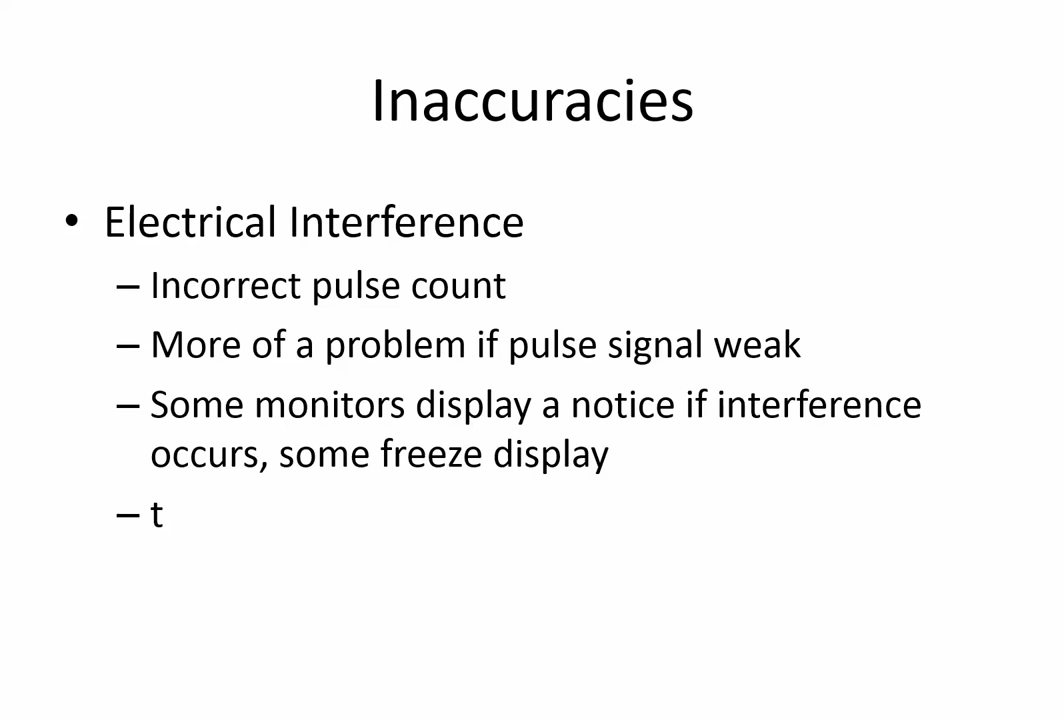 Inaccuracies
• Electrical Interference
– Incorrect pulse count
– More of a problem if pulse signal weak
– Some monitors display a notice if interference
occurs, some freeze display
– t